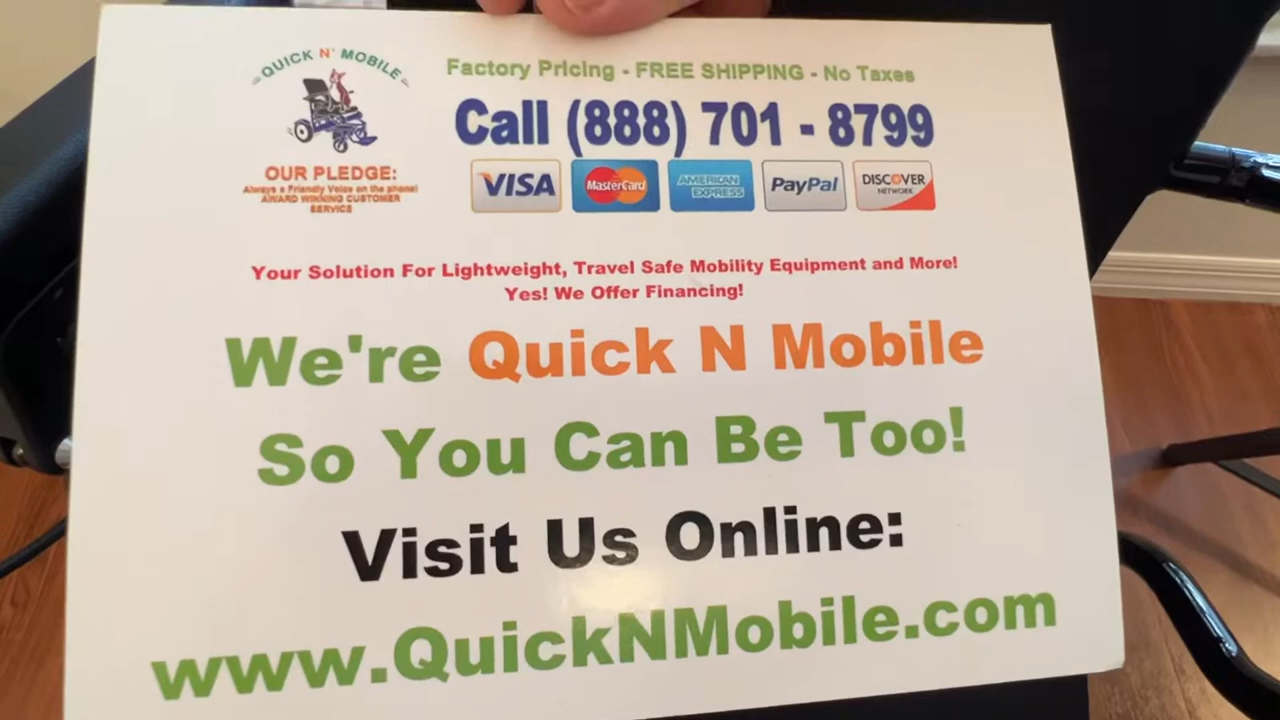 QUICK N' MOBILE
OUR PLEDGE:
Always a Friendly Voice on the phone!
AWARD WINNING CUSTOMER
SERVICE
Factory Pricing - FREE SHIPPING - No Taxes
Call (888) 701 - 8799
VISA MasterCard AMERICAN EXPRESS PayPal DISCOVER NETWORK
Your Solution For Lightweight, Travel Safe Mobility Equipment and More!
Yes! We Offer Financing!
We're Quick N Mobile
So You Can Be Too!
Visit Us Online:
www.QuickNMobile.com